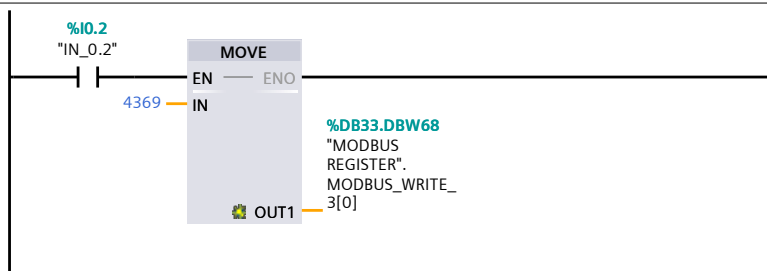 %I0.2
"IN_0.2"
MOVE
EN
ENO
4369
IN
%DB33.DBW68
"MODBUS
REGISTER".
MODBUS_WRITE_
3[0]
OUT1